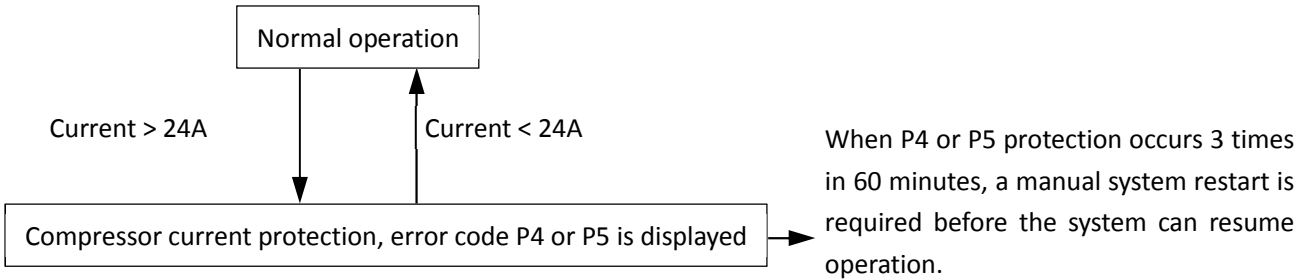 Normal operation
Current > 24A
Current < 24A
When P4 or P5 protection occurs 3 times
in 60 minutes, a manual system restart is
required before the system can resume
operation.
Compressor current protection, error code P4 or P5 is displayed